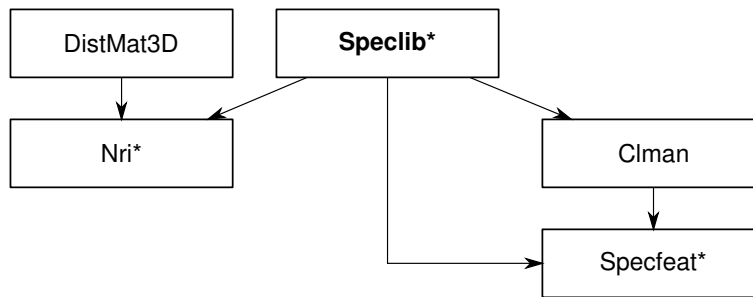 DistMat3D
Speclib*
Nri*
Clman
Specfeat*